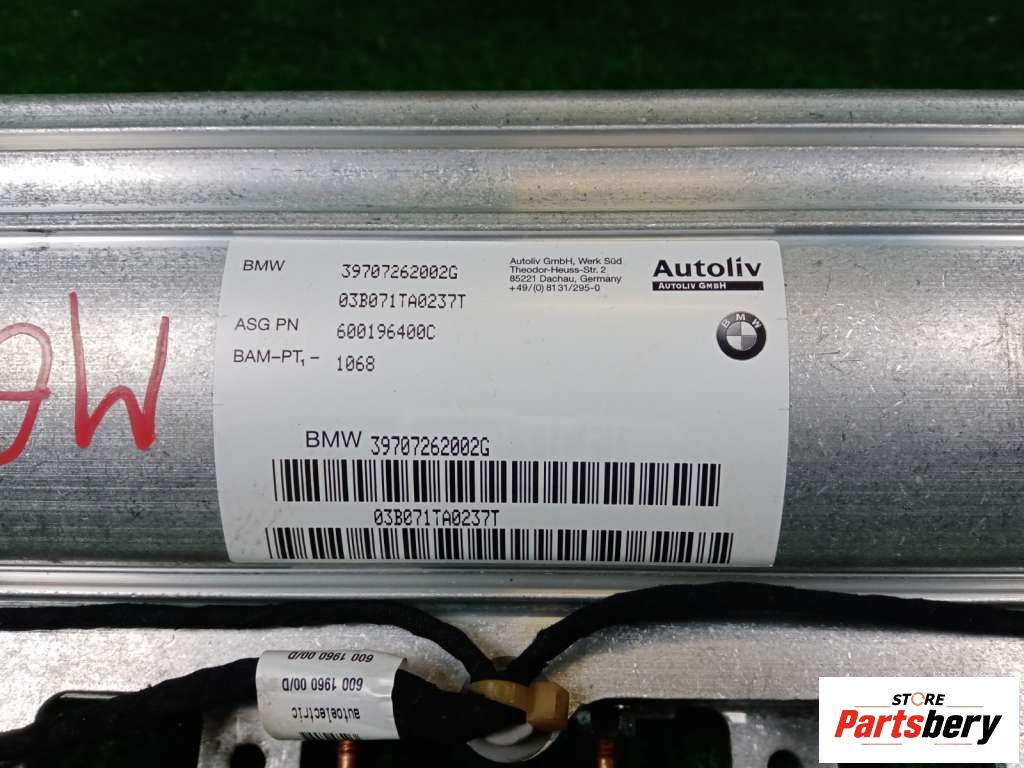 BMW 39707262002G
03B071TA0237T
ASG PN 600196400C
BAM-PT,- 1068
Autoliv GmbH, Werk Süd
Theodor-Heuss-Str. 2
85221 Dachau, Germany
+49/(0) 81 31/295-0
Autoliv
AUTOLIV GMBH
BMW
BMW 39707262002G
03B071TA0237T
600 1960 00/D
600 1960 00/D
autoelectric
STORE
Partsbery